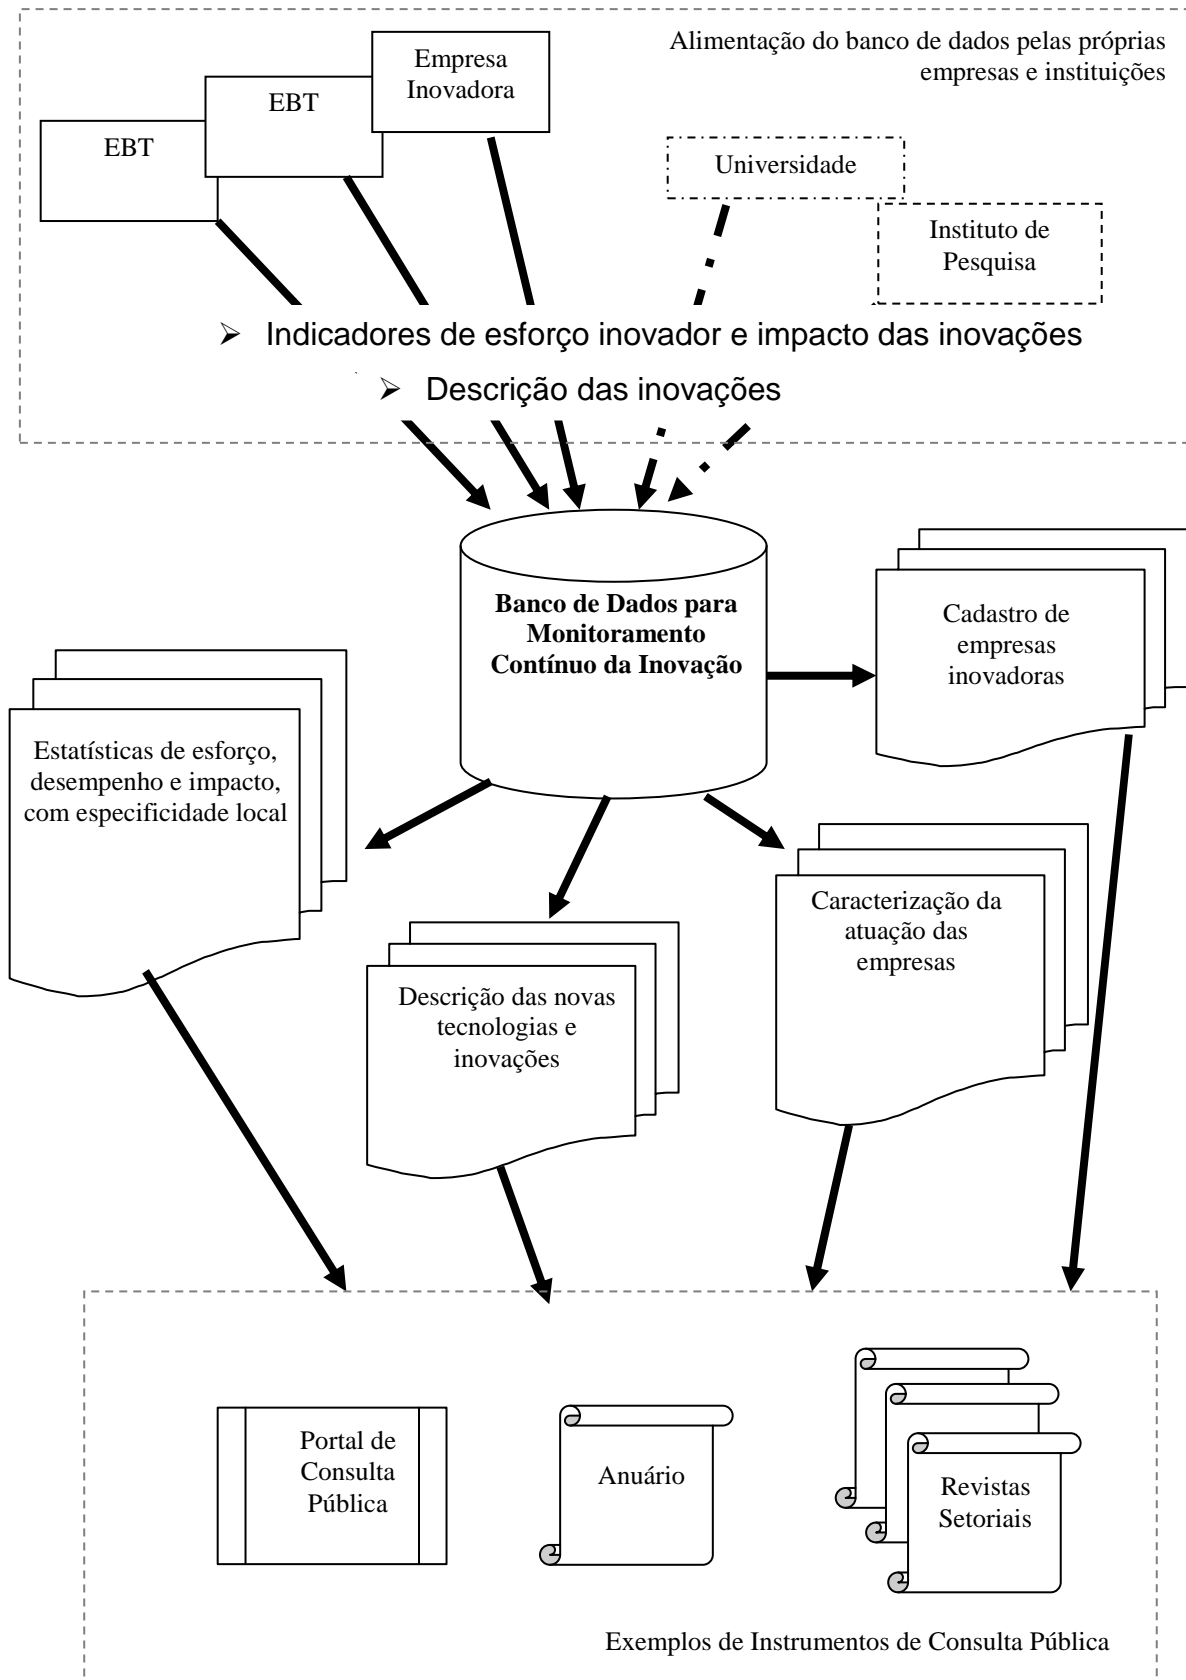 Alimentação do banco de dados pelas próprias
empresas e instituições
Empresa
Inovadora
EBT
EBT
Universidade
Instituto de
Pesquisa
➢ Indicadores de esforço inovador e impacto das inovações
➢ Descrição das inovações
Banco de Dados para
Monitoramento
Contínuo da Inovação
Cadastro de
empresas
inovadoras
Estatísticas de esforço,
desempenho e impacto,
com especificidade local
Caracterização da
atuação das
empresas
Descrição das novas
tecnologias e
inovações
Portal de
Consulta
Pública
Anuário
Revistas
Setoriais
Exemplos de Instrumentos de Consulta Pública